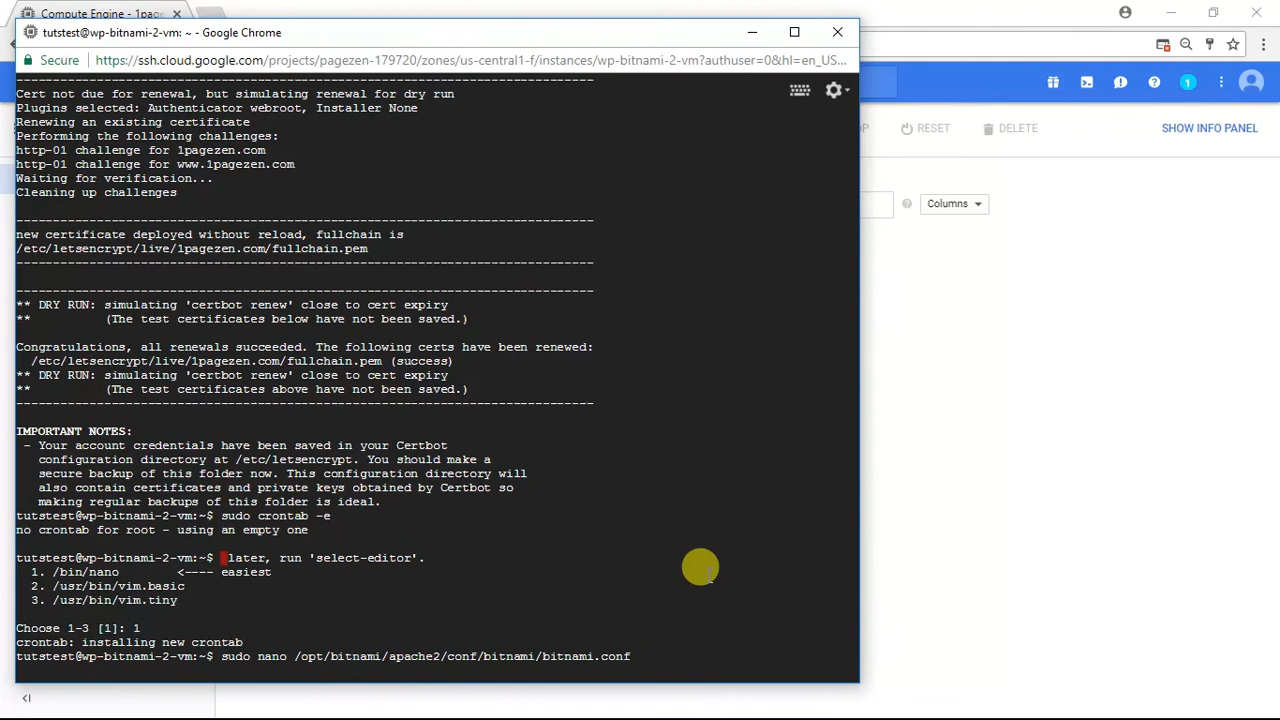 Compute Engine - 1page
tutstest@wp-bitnami-2-vm: ~ - Google Chrome
Secure https://ssh.cloud.google.com/projects/pagezen-179720/zones/us-central1-f/instances/wp-bitnami-2-vm?authuser=0&hl=en_US...
1
RESET
DELETE
SHOW INFO PANEL
Columns
--------------------------------------------------------------------------------
Cert not due for renewal, but simulating renewal for dry run
Plugins selected: Authenticator webroot, Installer None
Renewing an existing certificate
Performing the following challenges:
http-01 challenge for 1pagezen.com
http-01 challenge for www.1pagezen.com
Waiting for verification...
Cleaning up challenges
--------------------------------------------------------------------------------
new certificate deployed without reload, fullchain is
/etc/letsencrypt/live/1pagezen.com/fullchain.pem
--------------------------------------------------------------------------------
--------------------------------------------------------------------------------
** DRY RUN: simulating 'certbot renew' close to cert expiry
** (The test certificates below have not been saved.)
Congratulations, all renewals succeeded. The following certs have been renewed:
/etc/letsencrypt/live/1pagezen.com/fullchain.pem (success)
** DRY RUN: simulating 'certbot renew' close to cert expiry
** (The test certificates above have not been saved.)
--------------------------------------------------------------------------------
IMPORTANT NOTES:
- Your account credentials have been saved in your Certbot
configuration directory at /etc/letsencrypt. You should make a
secure backup of this folder now. This configuration directory will
also contain certificates and private keys obtained by Certbot so
making regular backups of this folder is ideal.
tutstest@wp-bitnami-2-vm:~$ sudo crontab -e
no crontab for root - using an empty one
tutstest@wp-bitnami-2-vm:~$ later, run 'select-editor'.
1. /bin/nano <---- easiest
2. /usr/bin/vim.basic
3. /usr/bin/vim.tiny
Choose 1-3 [1]: 1
crontab: installing new crontab
tutstest@wp-bitnami-2-vm:~$ sudo nano /opt/bitnami/apache2/conf/bitnami/bitnami.conf